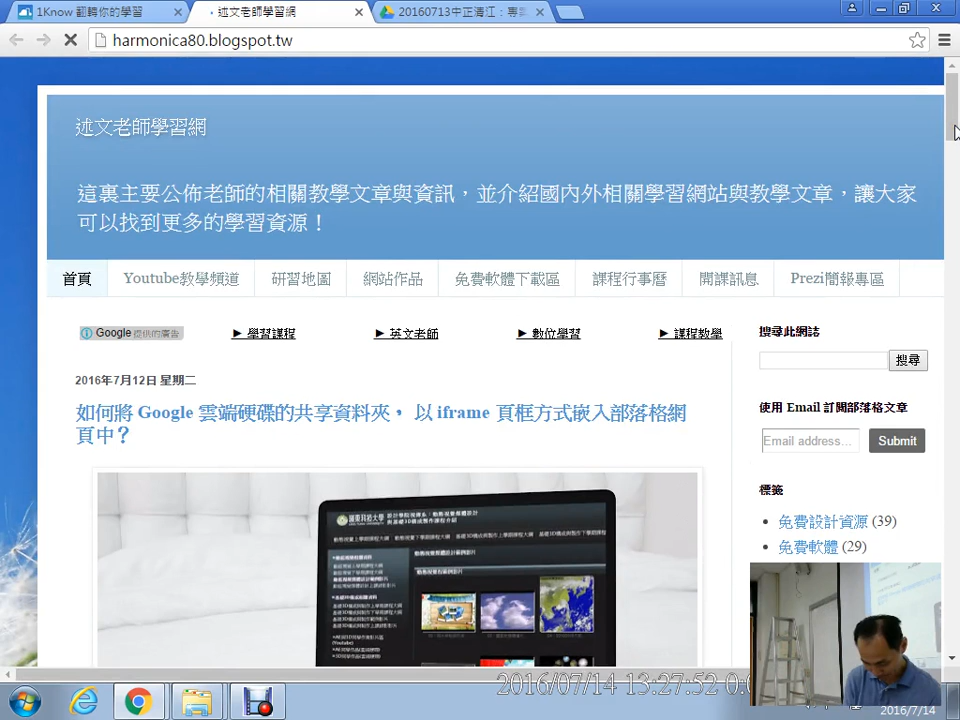 1Know 翻轉你的學習
述文老師學習網
20160713中正清江：專
harmonica80.blogspot.tw
述文老師學習網
這裏主要公佈老師的相關教學文章與資訊，並介紹國內外相關學習網站與教學文章，讓大家
可以找到更多的學習資源！
首頁
Youtube教學頻道
研習地圖
網站作品
免費軟體下載區
課程行事曆
開課訊息
Prezi簡報專區
Google 提供的廣告
► 學習課程
► 英文老師
► 數位學習
► 課程教學
搜尋此網誌
搜尋
2016年7月12日 星期二
如何將 Google 雲端硬碟的共享資料夾， 以 iframe 頁框方式嵌入部落格網
頁中？
使用 Email 訂閱部落格文章
Email address...
Submit
標籤
免費設計資源 (39)
免費軟體 (29)
2016/07/14 13:27:52
2016/7/14